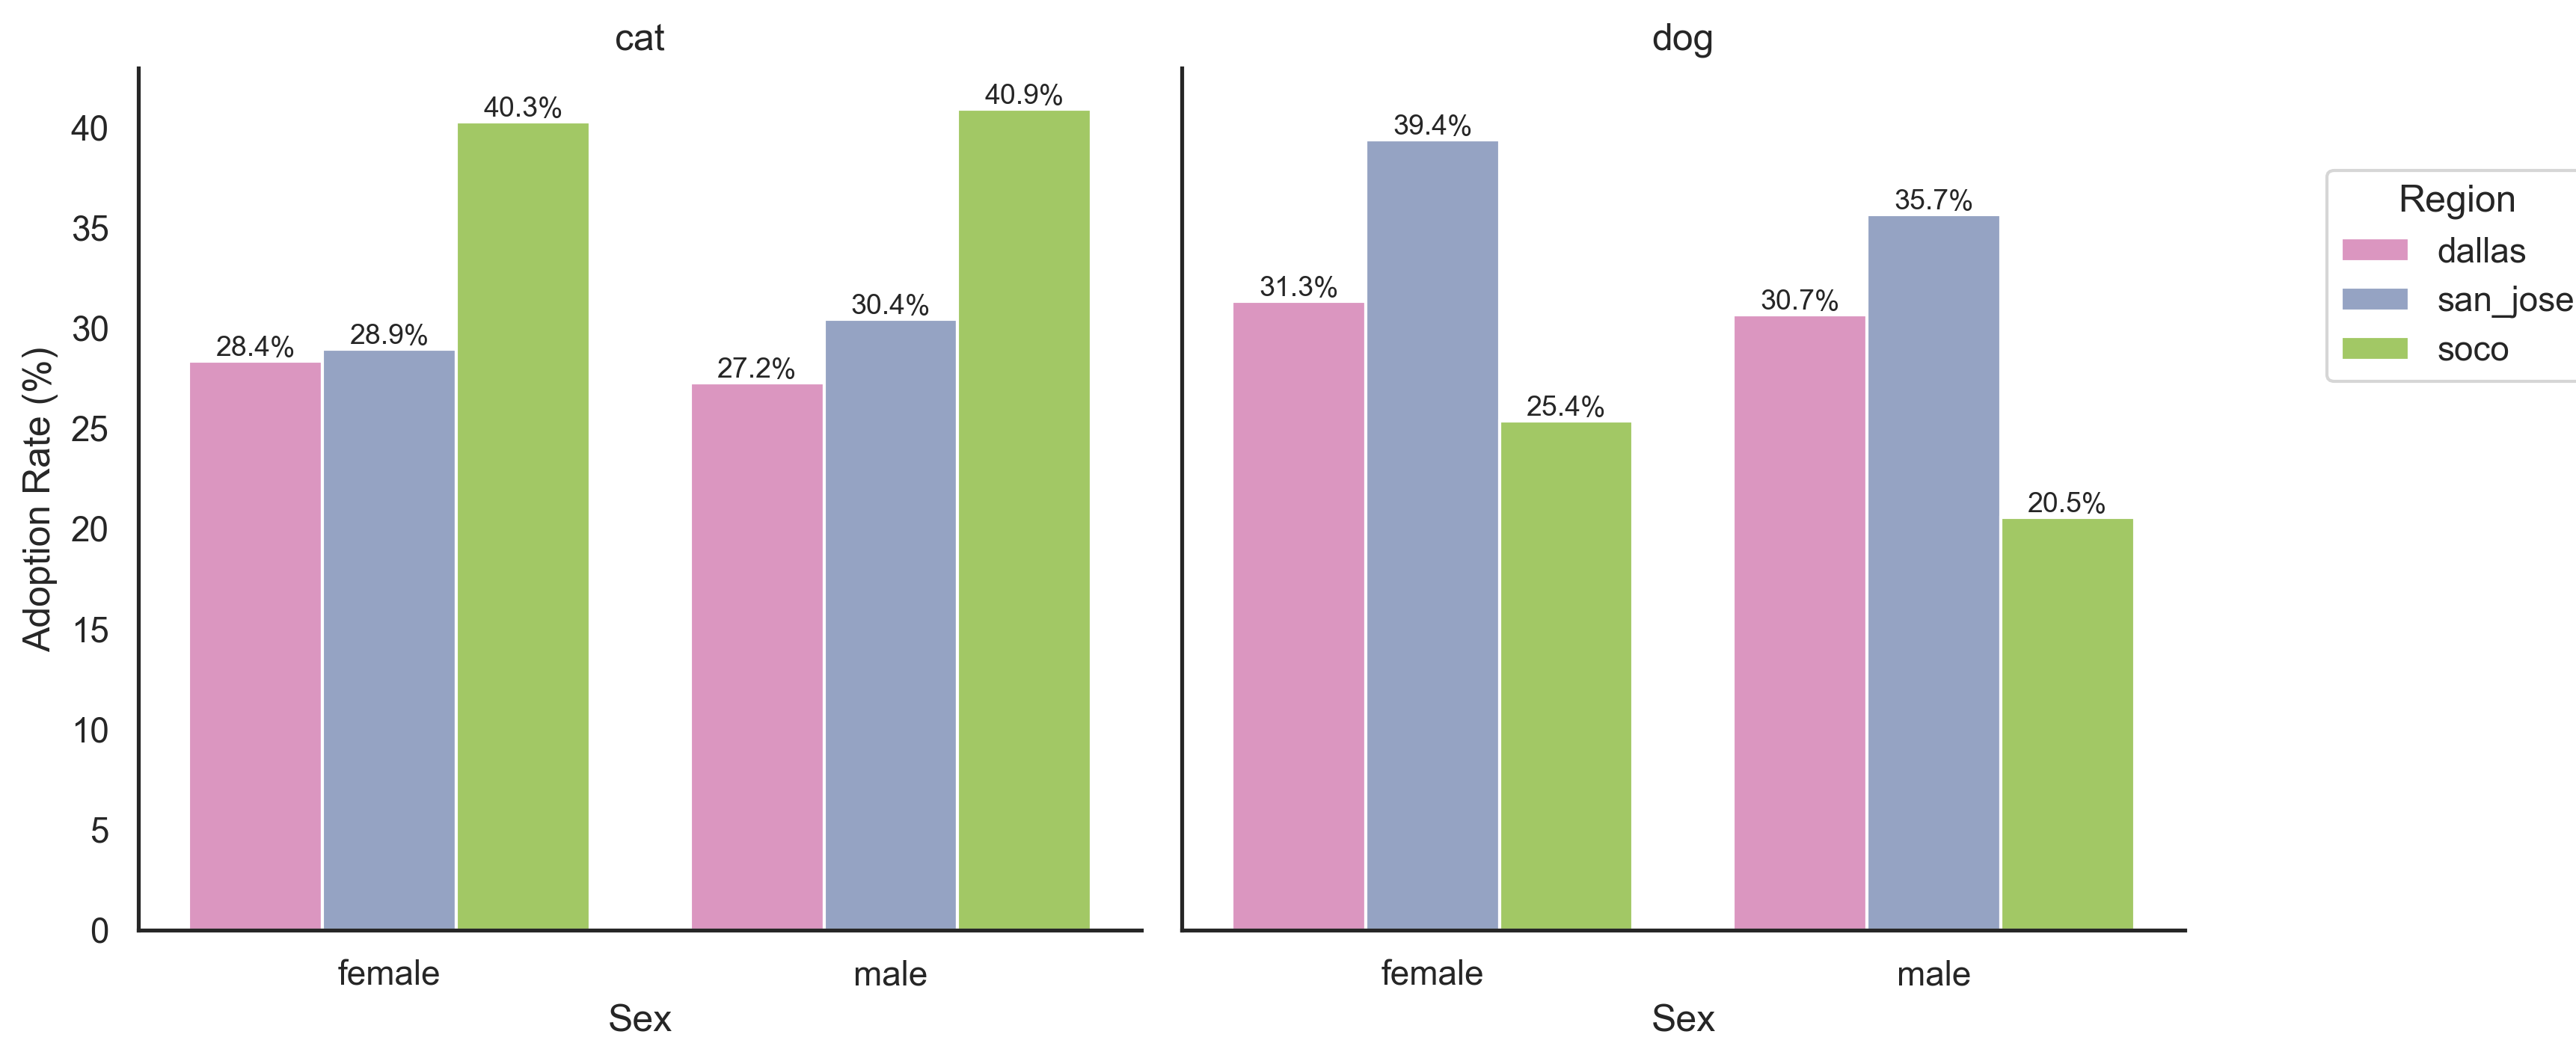 cat
40.3%
40.9%
28.4%
28.9%
27.2%
30.4%
dog
39.4%
35.7%
31.3%
30.7%
25.4%
20.5%
Adoption Rate (%)
40
35
30
25
20
15
10
5
0
female
male
Sex
female
male
Sex
Region
dallas
san_jose
soco